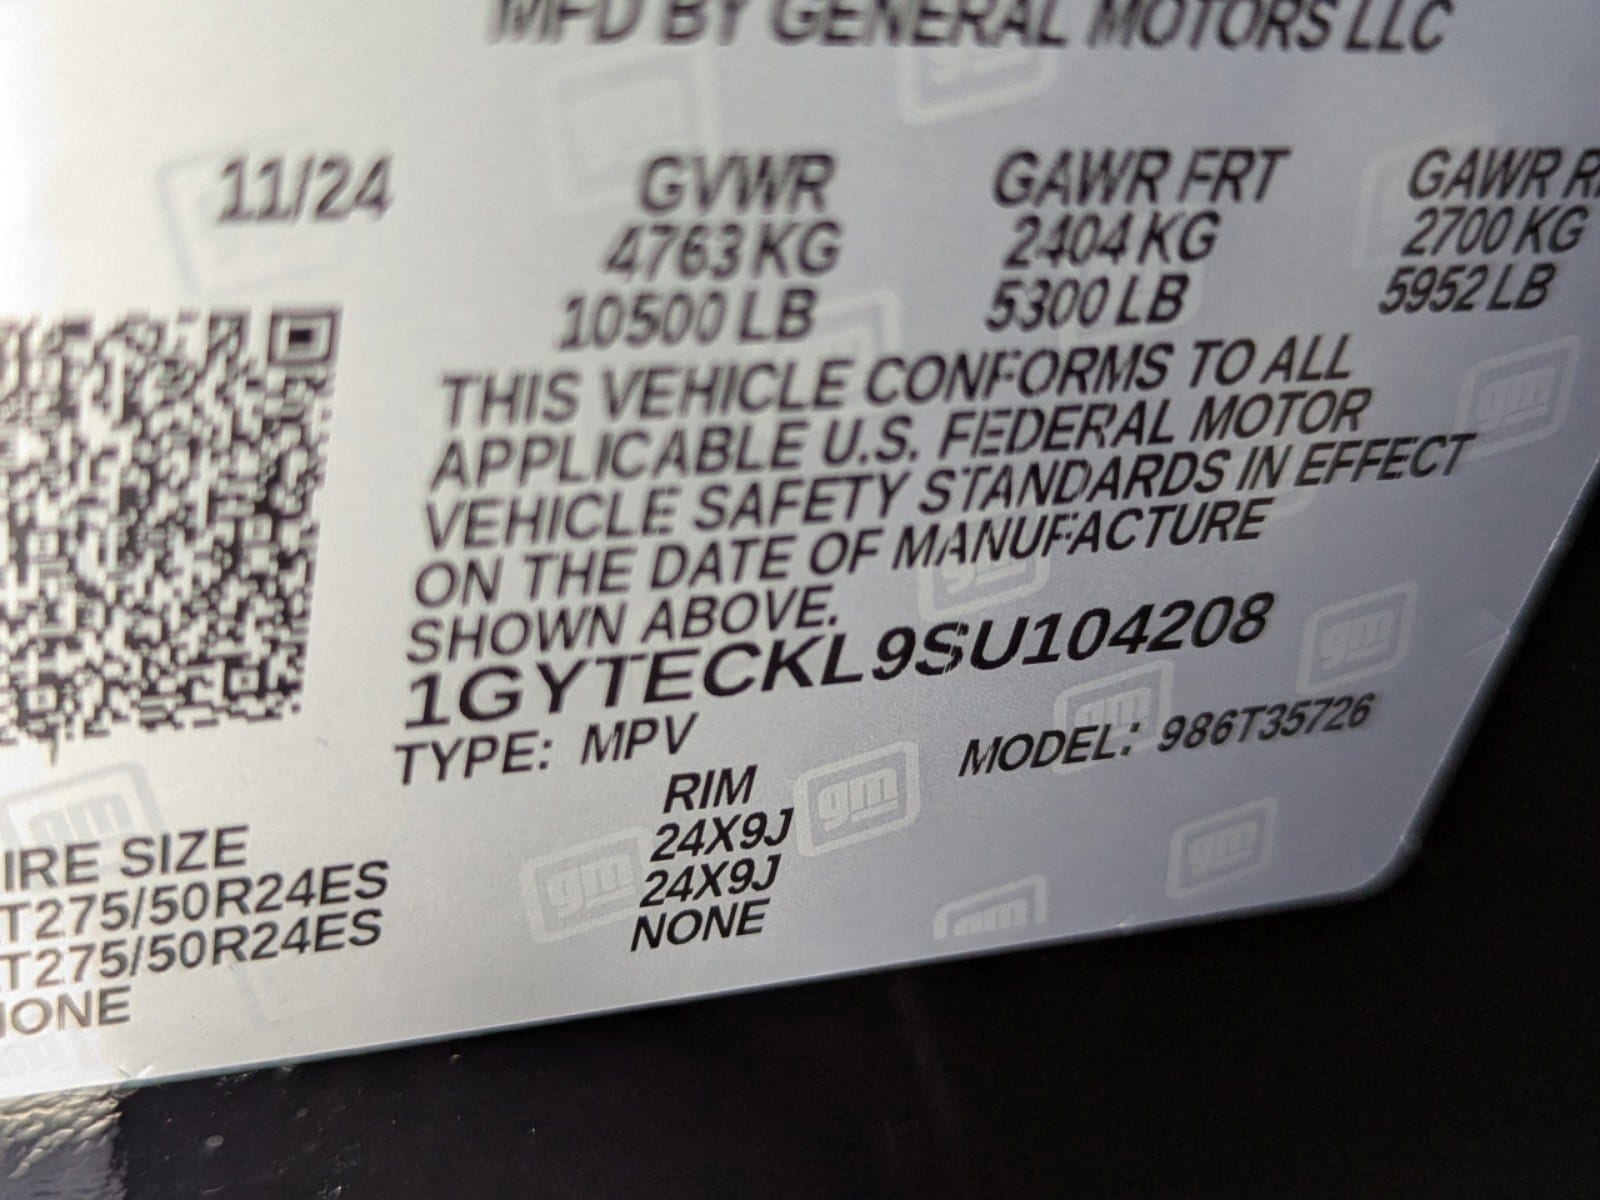 MFD BY GENERAL MOTORS LLC
11/24 GVWR GAWR FRT GAWR R
4763 KG 2404 KG 2700 KG
10500 LB 5300 LB 5952 LB
THIS VEHICLE CONFORMS TO ALL
APPLICABLE U.S. FEDERAL MOTOR
VEHICLE SAFETY STANDARDS IN EFFECT
ON THE DATE OF MANUFACTURE
SHOWN ABOVE.
1GYTECKL9SU104208
TYPE: MPV MODEL: 986T35726
IRE SIZE RIM
T275/50R24ES 24X9J
T275/50R24ES 24X9J
IONE NONE
gm